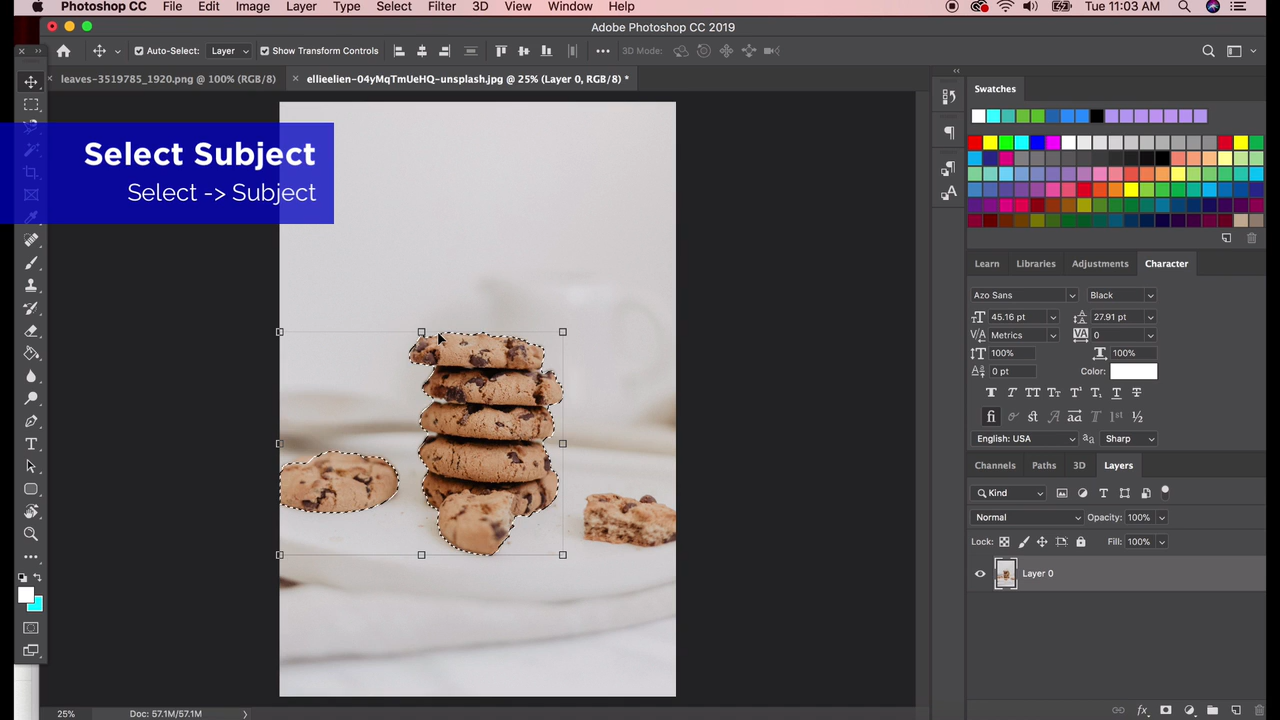 Photoshop CC File Edit Image Layer Type Select Filter 3D View Window Help Tue 11:03 AM
Adobe Photoshop CC 2019
Auto-Select: Layer Show Transform Controls 3D Mode:
leaves-3519785_1920.png @ 100% (RGB/8) ellieelien-04yMqTmUeHQ-unsplash.jpg @ 25% (Layer 0, RGB/8) *
Select Subject
Select -> Subject
Swatches
Learn Libraries Adjustments Character
Azo Sans Black
45.16 pt 27.91 pt
Metrics 0
100% 100%
0 pt Color:
English: USA Sharp
Channels Paths 3D Layers
Kind
Normal Opacity: 100%
Lock: Fill: 100%
Layer 0
25% Doc: 57.1M/57.1M